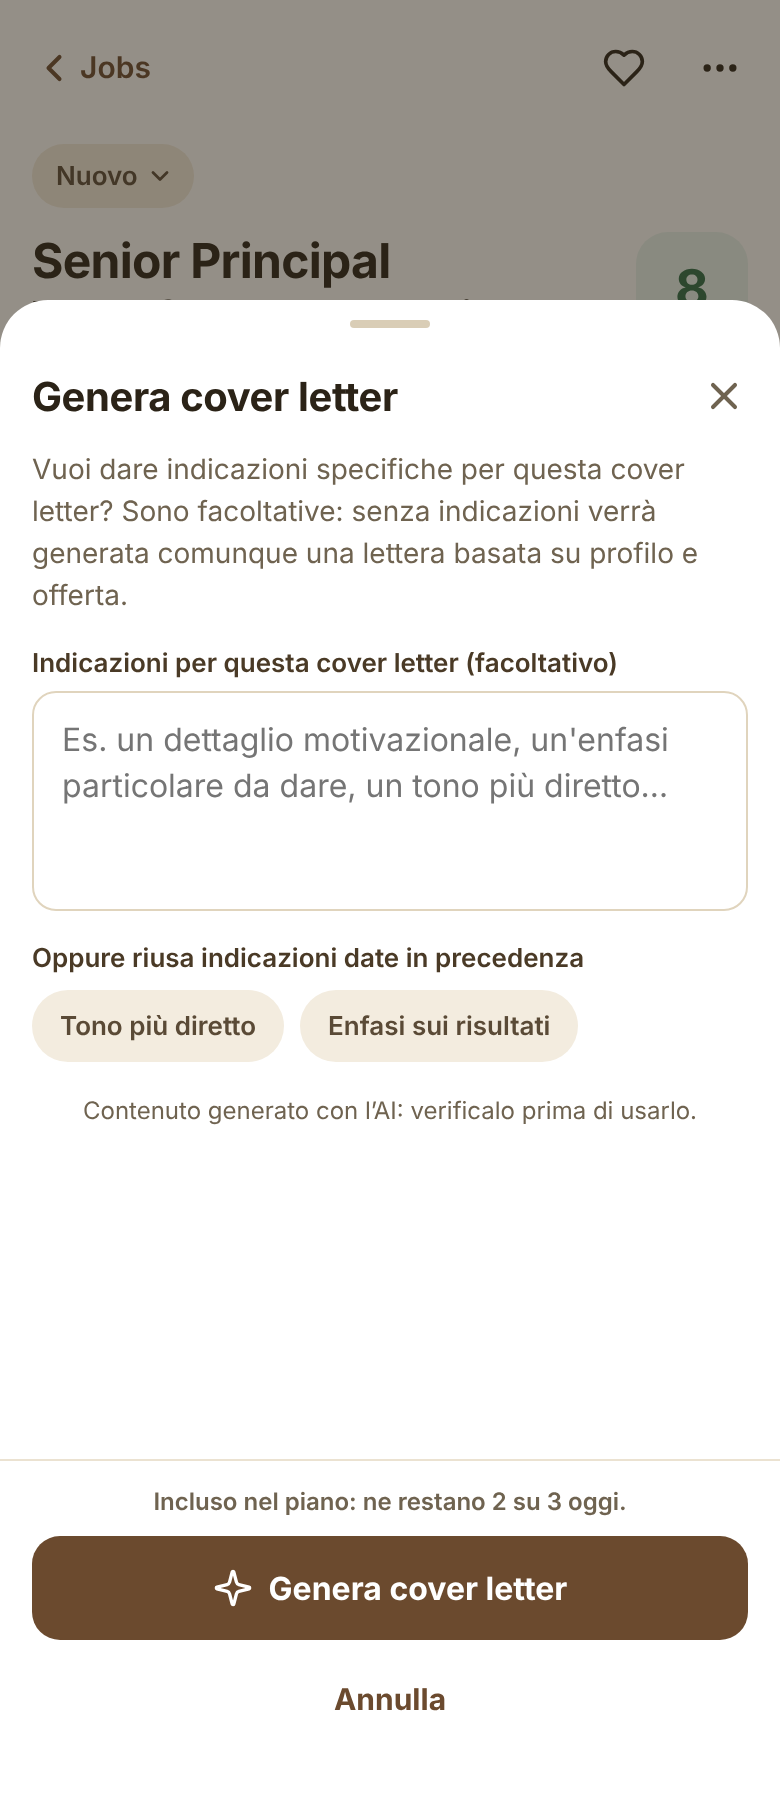 Jobs
Nuovo
Senior Principal
8
Genera cover letter
Vuoi dare indicazioni specifiche per questa cover
letter? Sono facoltative: senza indicazioni verrà
generata comunque una lettera basata su profilo e
offerta.
Indicazioni per questa cover letter (facoltativo)
Es. un dettaglio motivazionale, un'enfasi
particolare da dare, un tono più diretto...
Oppure riusa indicazioni date in precedenza
Tono più diretto
Enfasi sui risultati
Contenuto generato con l’AI: verificalo prima di usarlo.
Incluso nel piano: ne restano 2 su 3 oggi.
Genera cover letter
Annulla